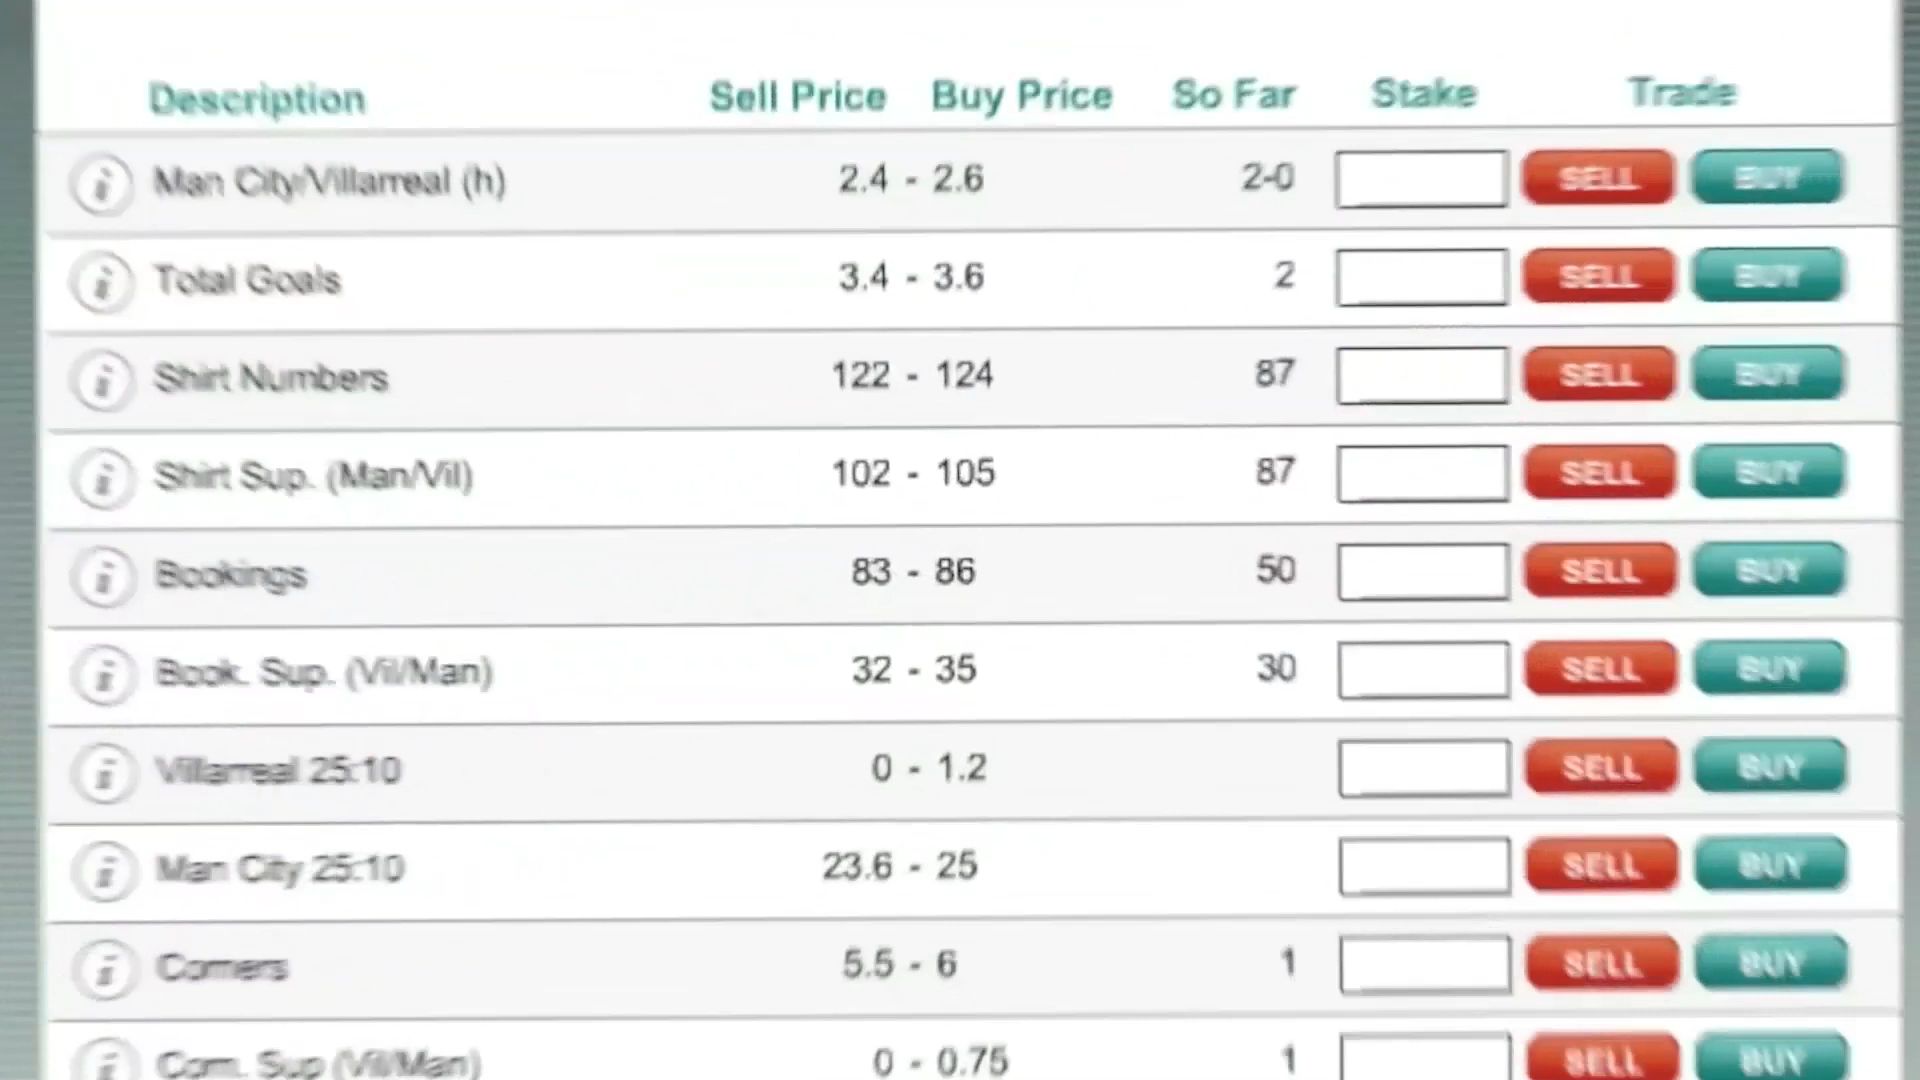 Description Sell Price Buy Price So Far Stake Trade
i Man City/Villarreal (h) 2.4 - 2.6 2-0 SELL BUY
i Total Goals 3.4 - 3.6 2 SELL BUY
i Shirt Numbers 122 - 124 87 SELL BUY
i Shirt Sup. (Man/Vil) 102 - 105 87 SELL BUY
i Bookings 83 - 86 50 SELL BUY
i Book. Sup. (Vil/Man) 32 - 35 30 SELL BUY
i Villarreal 25:10 0 - 1.2 SELL BUY
i Man City 25:10 23.6 - 25 SELL BUY
i Corners 5.5 - 6 1 SELL BUY
i Corn. Sup (Vil/Man) 0 - 0.75 1 SELL BUY